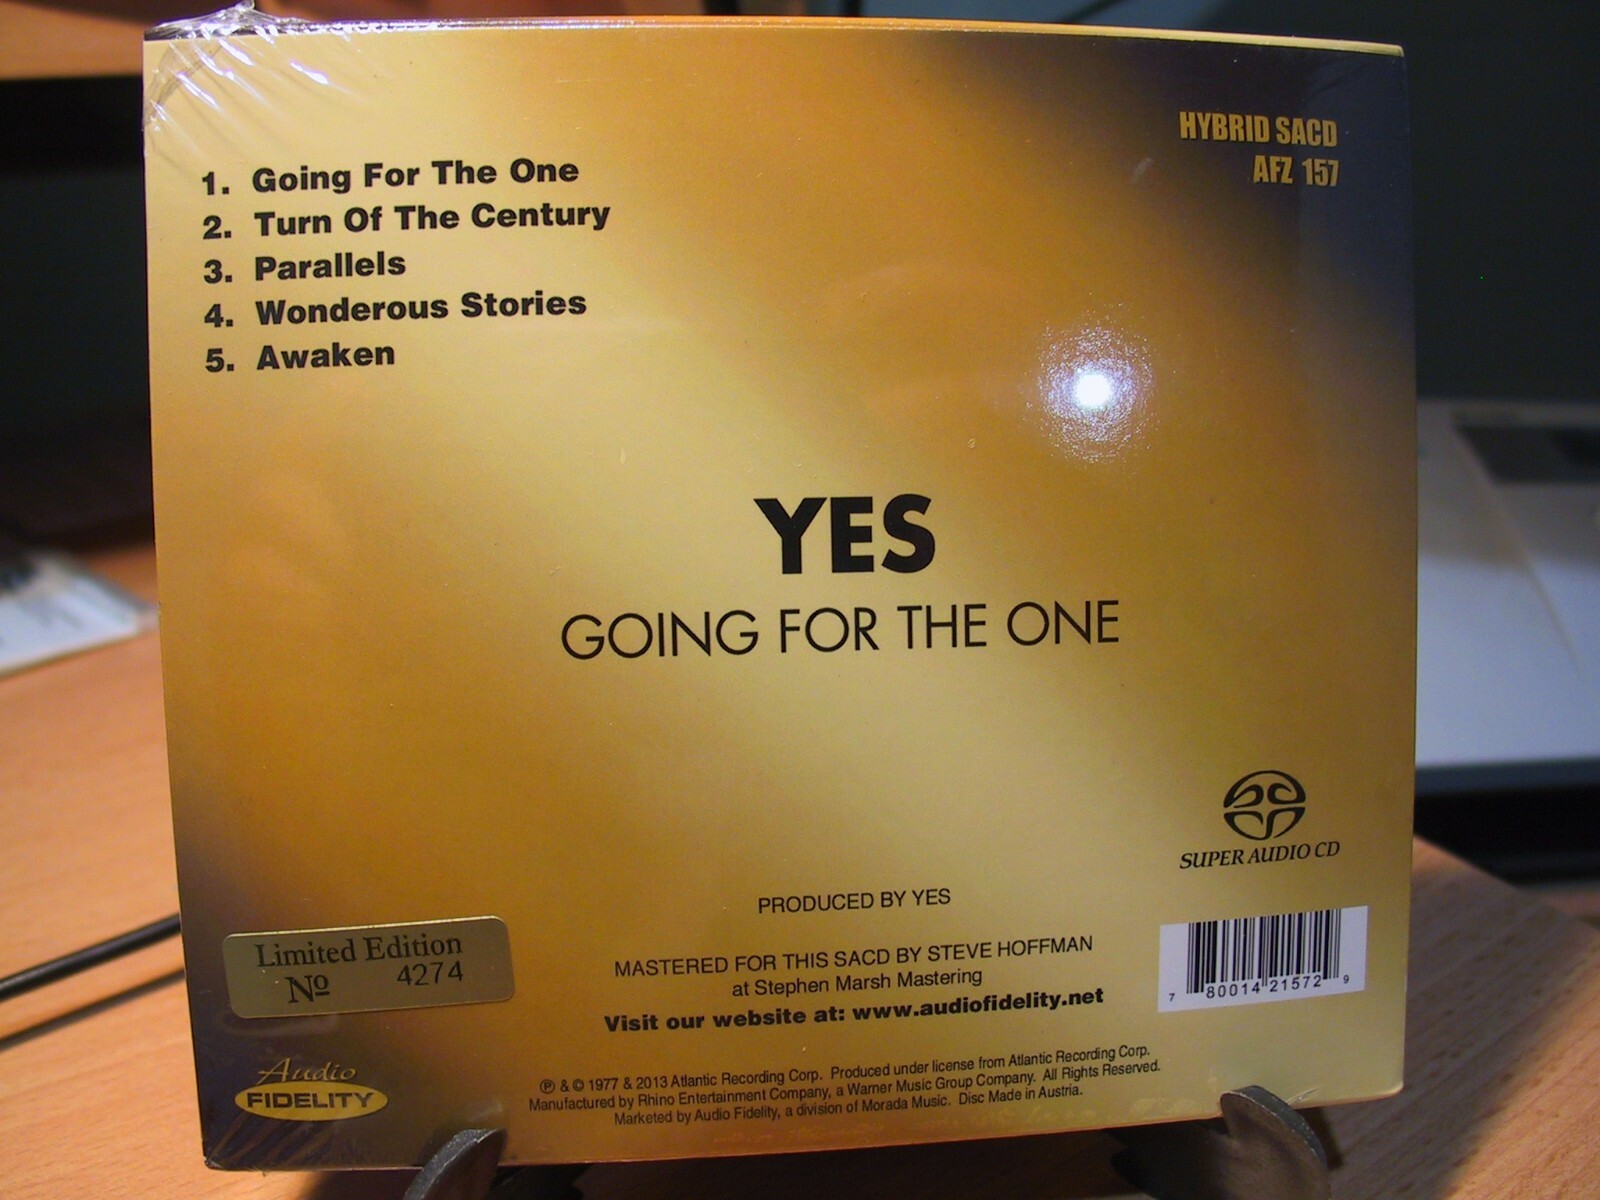 HYBRID SACD
AFZ 157
1. Going For The One
2. Turn Of The Century
3. Parallels
4. Wonderous Stories
5. Awaken
YES
GOING FOR THE ONE
SUPER AUDIO CD
PRODUCED BY YES
MASTERED FOR THIS SACD BY STEVE HOFFMAN
at Stephen Marsh Mastering
Visit our website at: www.audiofidelity.net
Limited Edition
Nº 4274
7 80014 21572 9
Audio
FIDELITY
℗ & © 1977 & 2013 Atlantic Recording Corp. Produced under license from Atlantic Recording Corp.
Manufactured by Rhino Entertainment Company, a Warner Music Group Company. All Rights Reserved.
Marketed by Audio Fidelity, a division of Morada Music. Disc Made in Austria.